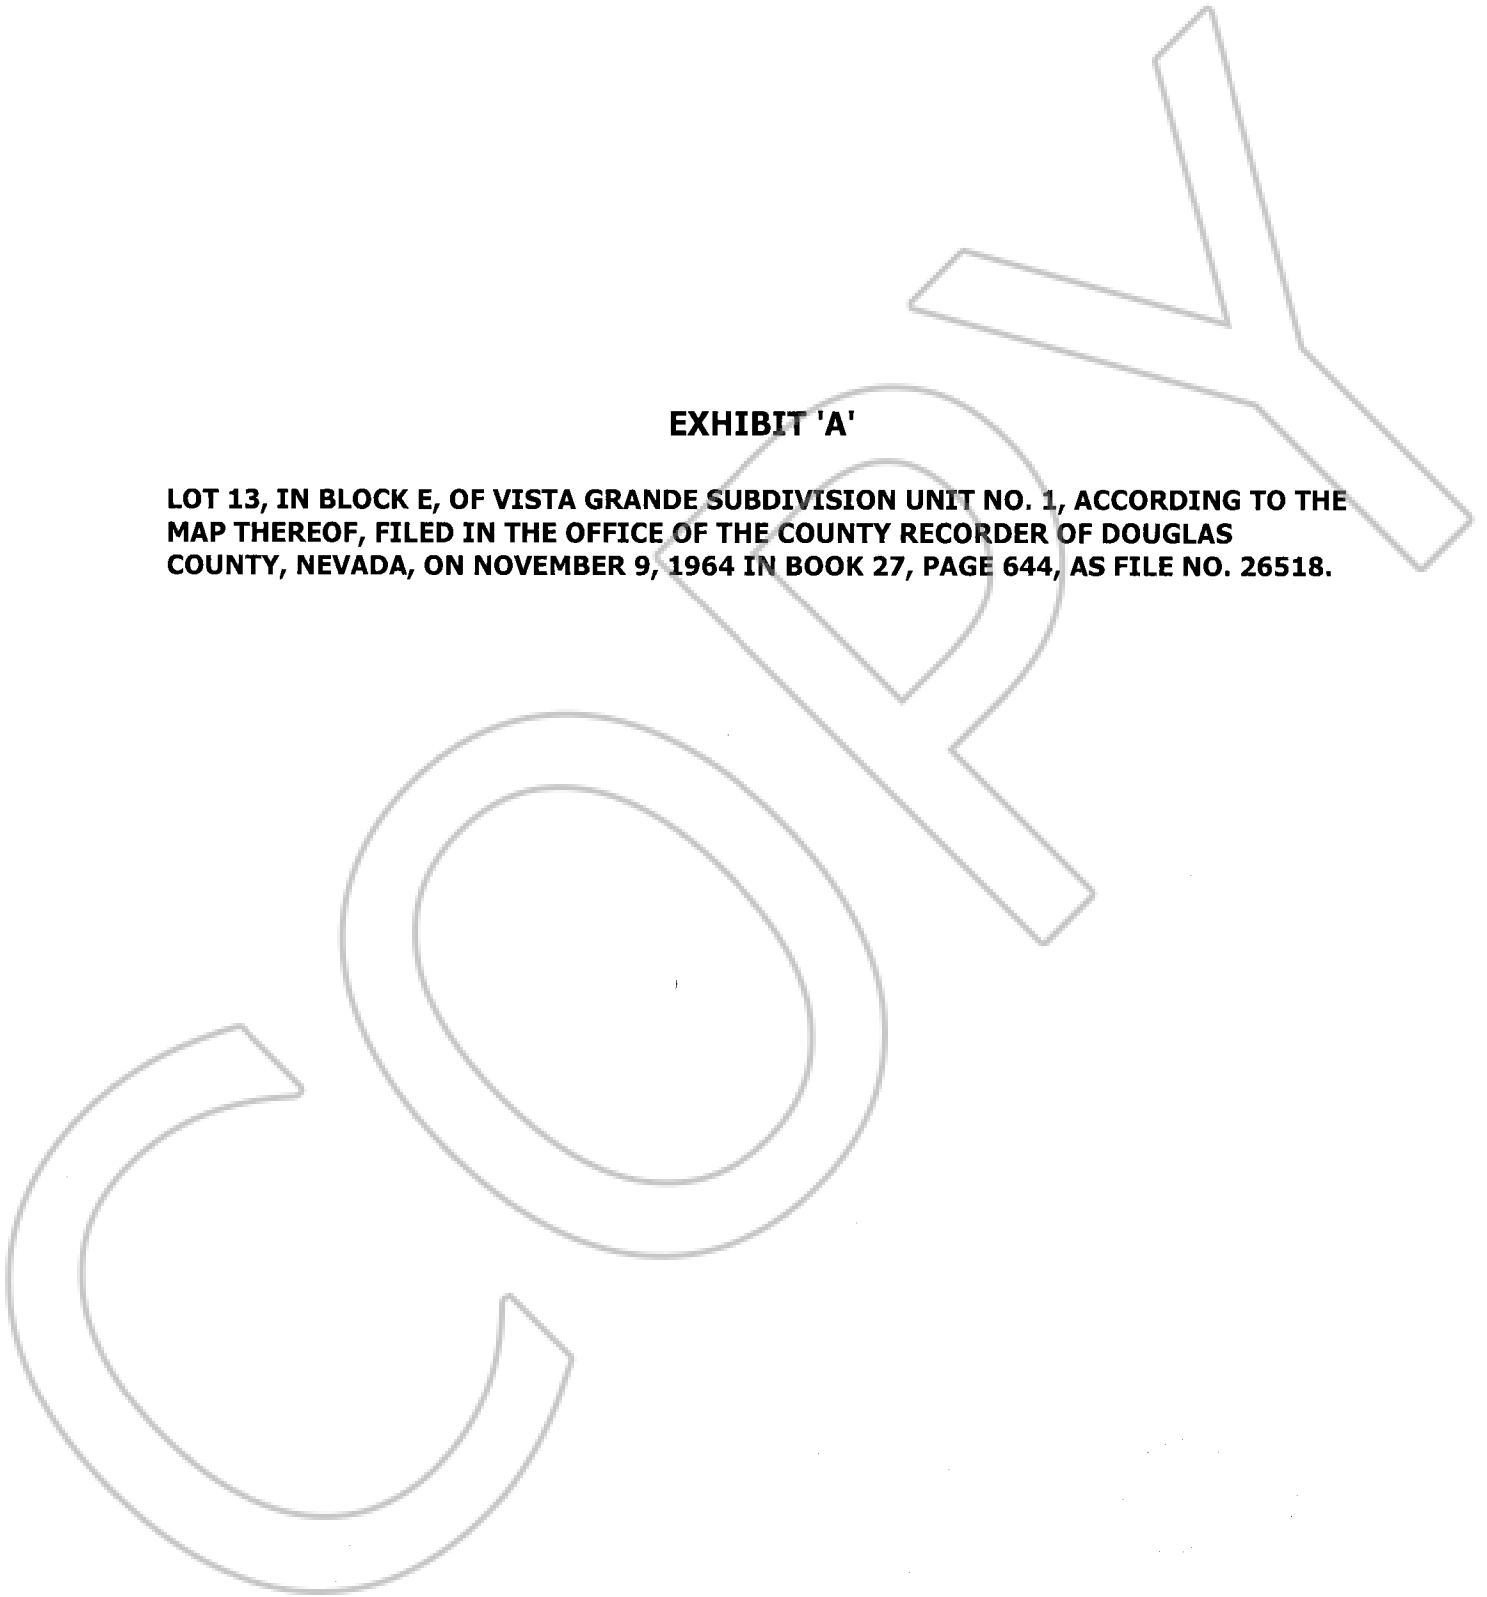 EXHIBIT 'A'
LOT 13, IN BLOCK E, OF VISTA GRANDE SUBDIVISION UNIT NO. 1, ACCORDING TO THE
MAP THEREOF, FILED IN THE OFFICE OF THE COUNTY RECORDER OF DOUGLAS
COUNTY, NEVADA, ON NOVEMBER 9, 1964 IN BOOK 27, PAGE 644, AS FILE NO. 26518.
COPY